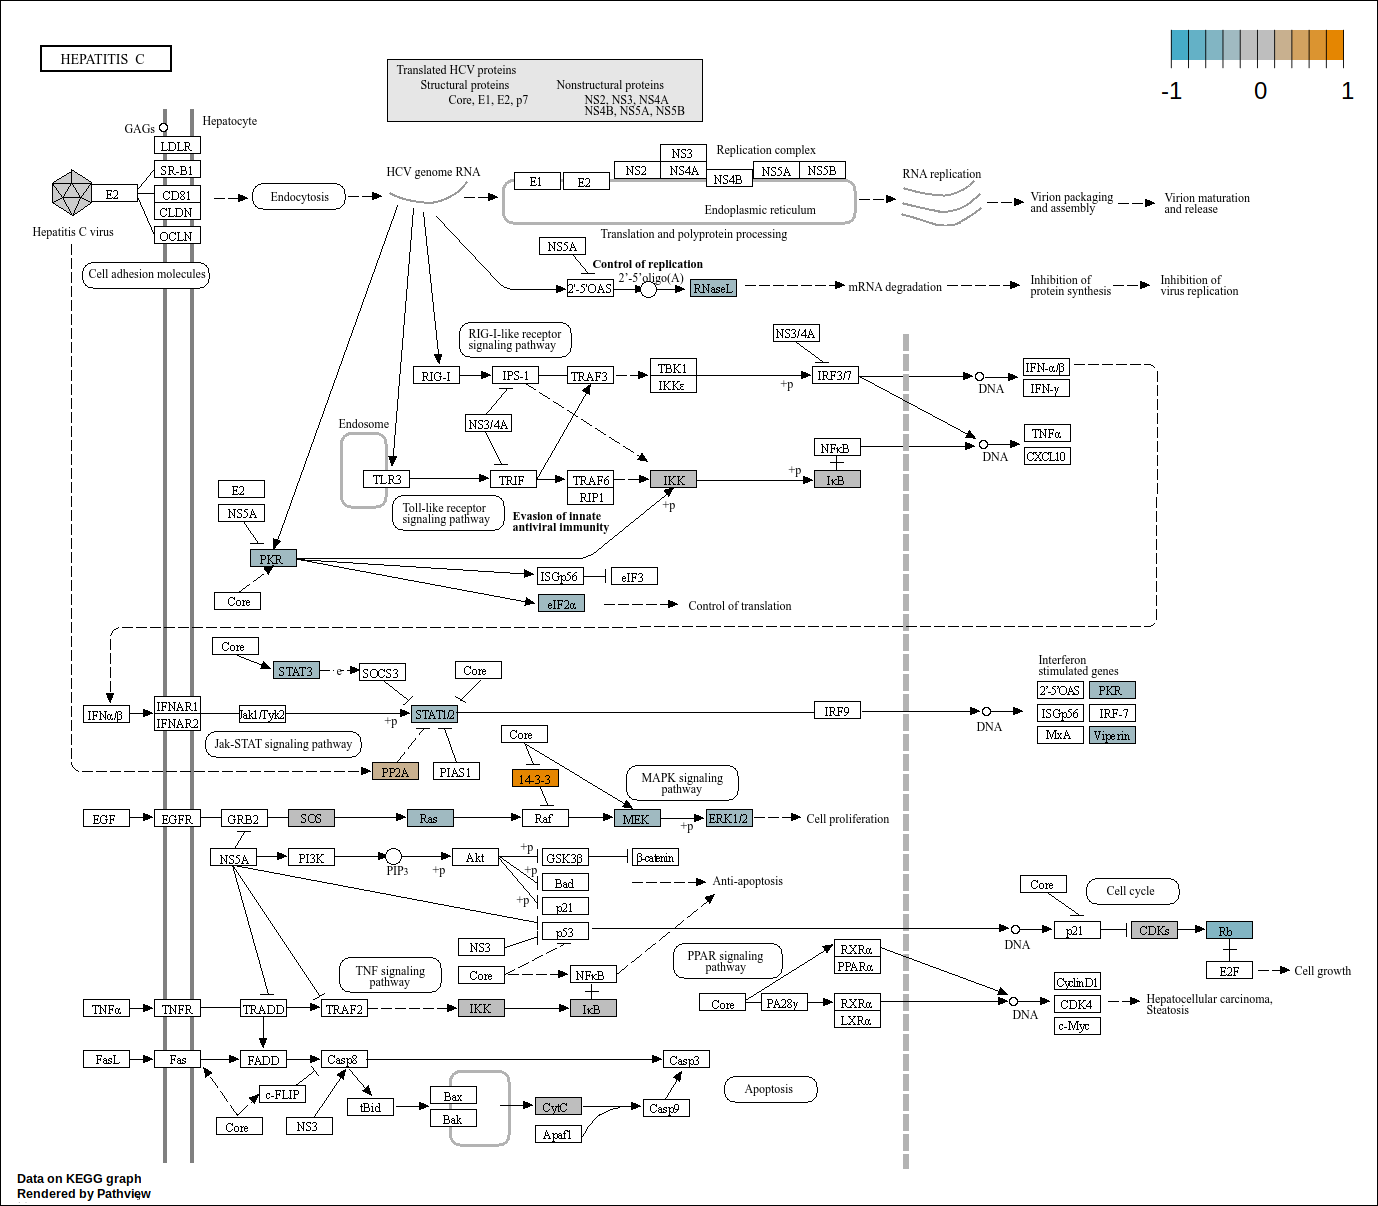 HEPATITIS C
-1 0 1
Translated HCV proteins
Structural proteins Nonstructural proteins
Core, E1, E2, p7 NS2, NS3, NS4A
NS4B, NS5A, NS5B
GAGs Hepatocyte
LDLR
SR-B1
CD81
CLDN
OCLN
E2
Hepatitis C virus
Cell adhesion molecules
Endocytosis
HCV genome RNA
E1
E2
NS2
NS3
NS4A
NS4B
NS5A
NS5B
Replication complex
Endoplasmic reticulum
Translation and polyprotein processing
RNA replication
Virion packaging
and assembly
Virion maturation
and release
NS5A
Control of replication
2'-5'oligo(A)
2'-5'OAS
RNaseL
mRNA degradation
Inhibition of
protein synthesis
Inhibition of
virus replication
RIG-I-like receptor
signaling pathway
NS3/4A
RIG-I
IPS-1
TRAF3
TBK1
IKKε
+p
IRF3/7
DNA
IFN-α/β
IFN-γ
NS3/4A
Endosome
TLR3
TRIF
TRAF6
RIP1
IKK
+p
NFκB
IκB
DNA
TNFα
CXCL10
Toll-like receptor
signaling pathway
Evasion of innate
antiviral immunity
+p
E2
NS5A
PKR
Core
ISGp56
eIF3
eIF2α
Control of translation
Core
STAT3
e
SOCS3
Core
IFNα/β
IFNAR1
IFNAR2
Jak1/Tyk2
+p
STAT1/2
IRF9
DNA
Interferon
stimulated genes
2'-5'OAS PKR
ISGp56 IRF-7
MxA Viperin
Jak-STAT signaling pathway
PP2A
PIAS1
Core
14-3-3
MAPK signaling
pathway
EGF
EGFR
GRB2
SOS
Ras
Raf
MEK
+p
ERK1/2
Cell proliferation
NS5A
PI3K
PIP3
+p
Akt
+p
GSK3β
β-catenin
+p
Bad
+p
p21
p53
Anti-apoptosis
NS3
Core
NFκB
Core
Cell cycle
DNA
p21
CDKs
Rb
E2F
Cell growth
TNF signaling
pathway
PPAR signaling
pathway
RXRα
PPARα
Core
PA28γ
RXRα
LXRα
DNA
CyclinD1
CDK4
c-Myc
Hepatocellular carcinoma,
Steatosis
TNFα
TNFR
TRADD
TRAF2
IKK
IκB
FasL
Fas
FADD
Casp8
Casp3
c-FLIP
Core
NS3
tBid
Bax
Bak
CytC
Apaf1
Casp9
Apoptosis
Data on KEGG graph
Rendered by Pathview